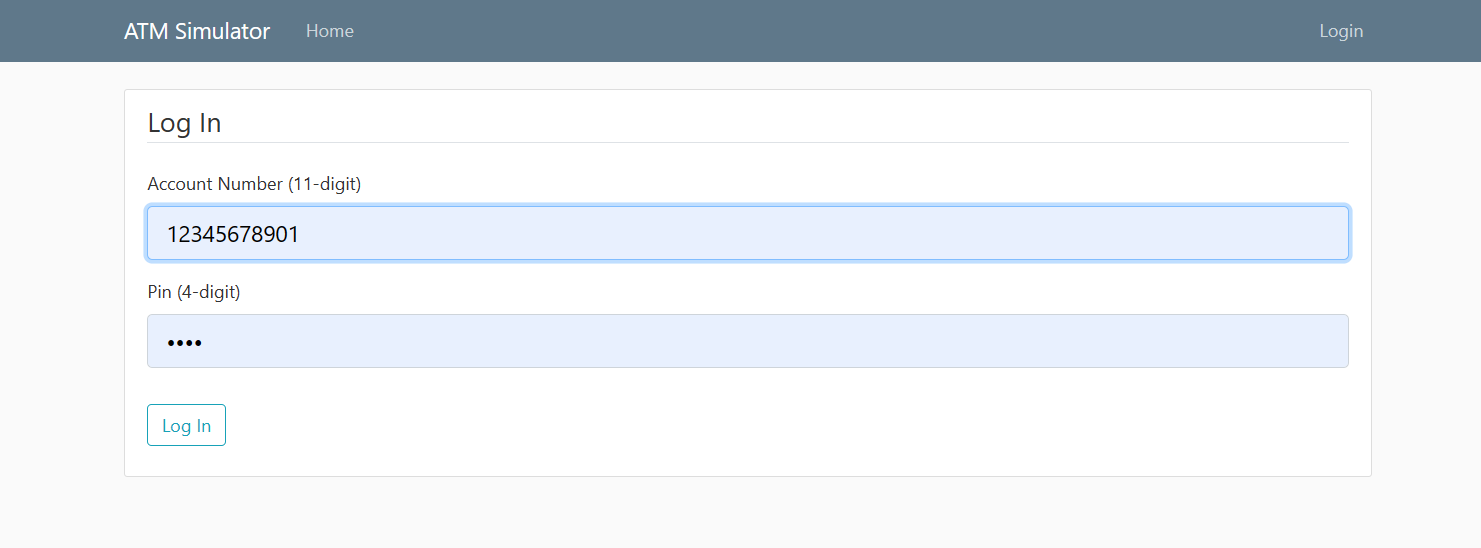 ATM Simulator Home Login
Log In
Account Number (11-digit)
12345678901
Pin (4-digit)
••••
Log In